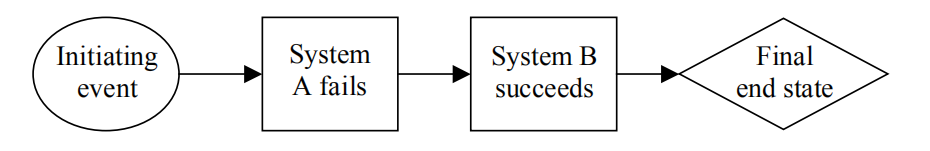 Initiating
event
System
A fails
System B
succeeds
Final
end state